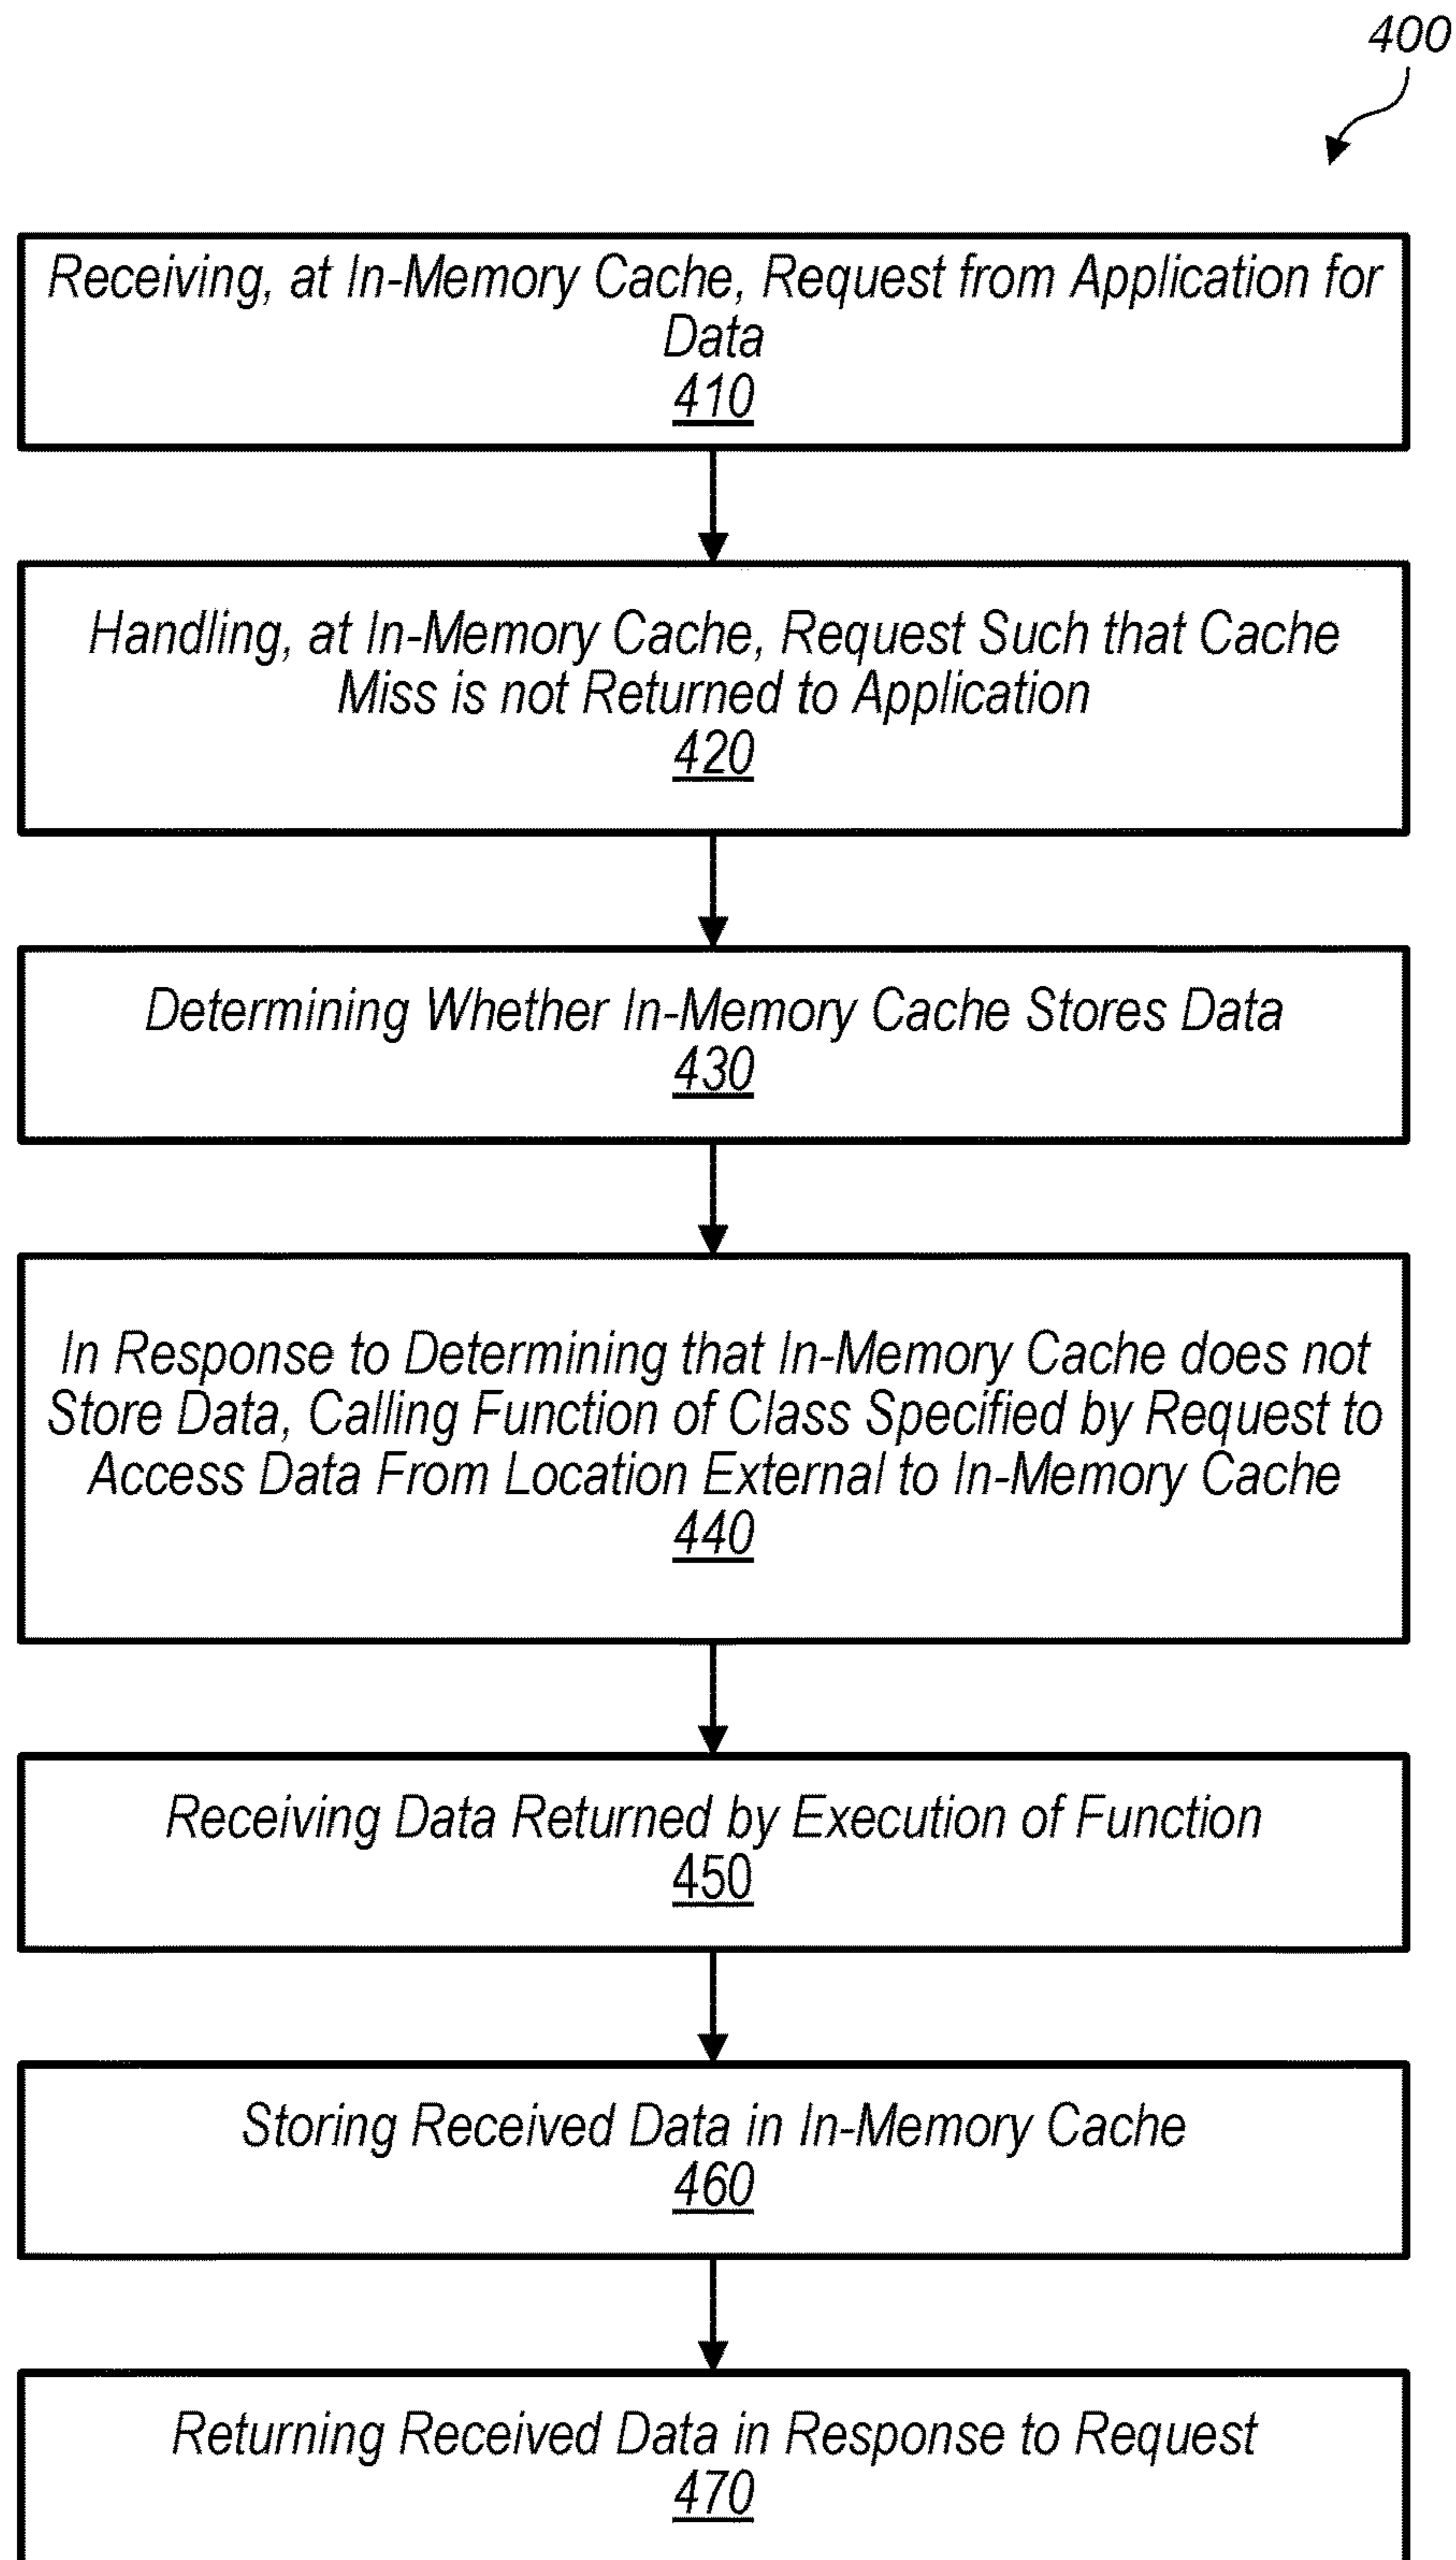 400
Receiving, at In-Memory Cache, Request from Application for
Data
410
Handling, at In-Memory Cache, Request Such that Cache
Miss is not Returned to Application
420
Determining Whether In-Memory Cache Stores Data
430
In Response to Determining that In-Memory Cache does not
Store Data, Calling Function of Class Specified by Request to
Access Data From Location External to In-Memory Cache
440
Receiving Data Returned by Execution of Function
450
Storing Received Data in In-Memory Cache
460
Returning Received Data in Response to Request
470